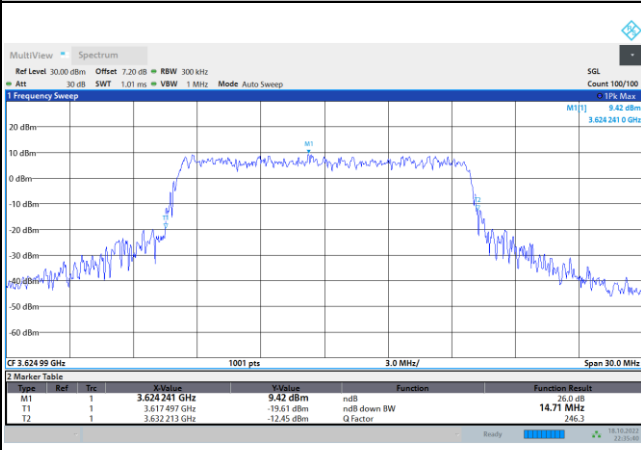 MultiView Spectrum
Ref Level 30.00 dBm Offset 7.20 dB RBW 300 kHz SGL
Att 30 dB SWT 1.01 ms VBW 1 MHz Mode Auto Sweep Count 100/100
1 Frequency Sweep 1Pk Max
M1[1] 9.42 dBm
3.624 241 0 GHz
20 dBm
M1
10 dBm
0 dBm
-10 dBm
T1
T2
-20 dBm
-30 dBm
-40 dBm
-50 dBm
-60 dBm
CF 3.624 99 GHz 1001 pts 3.0 MHz/ Span 30.0 MHz
2 Marker Table
Type Ref Trc X-Value Y-Value Function Function Result
M1 1 3.624 241 GHz 9.42 dBm ndB 26.0 dB
T1 1 3.617 497 GHz -19.61 dBm ndB down BW 14.71 MHz
T2 1 3.632 213 GHz -12.45 dBm Q Factor 246.3
Ready 18.10.2022
22:35:40